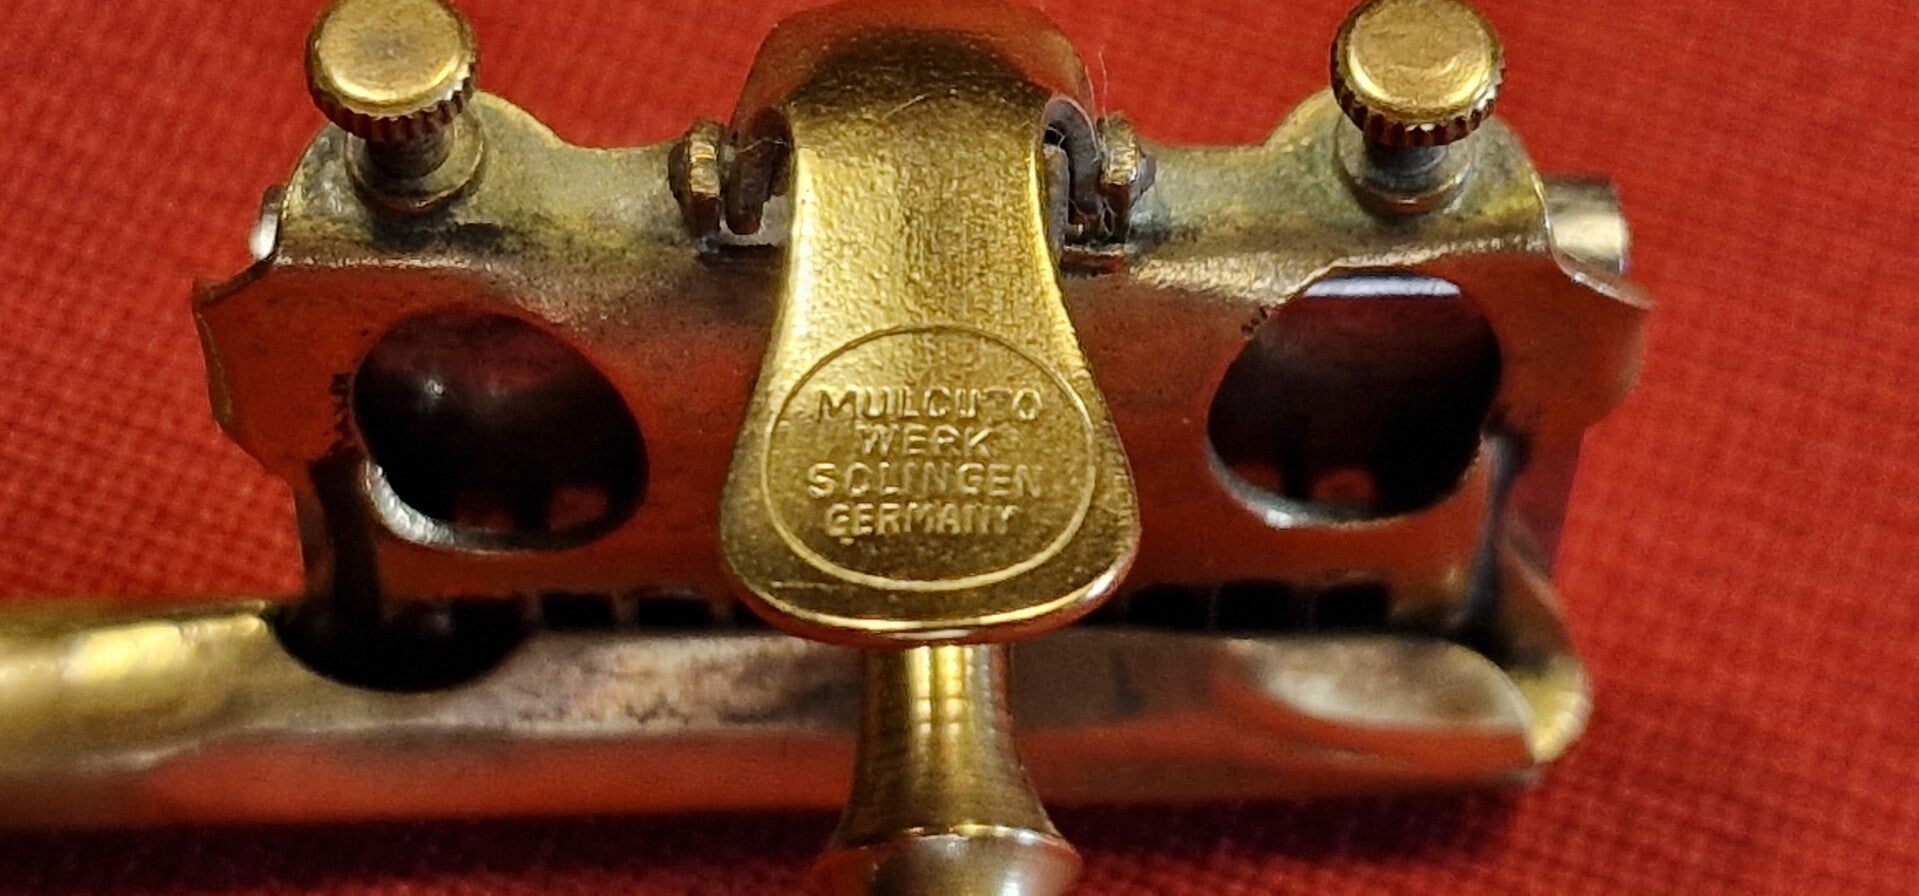 MULCUTO
WERK
SOLINGEN
GERMANY